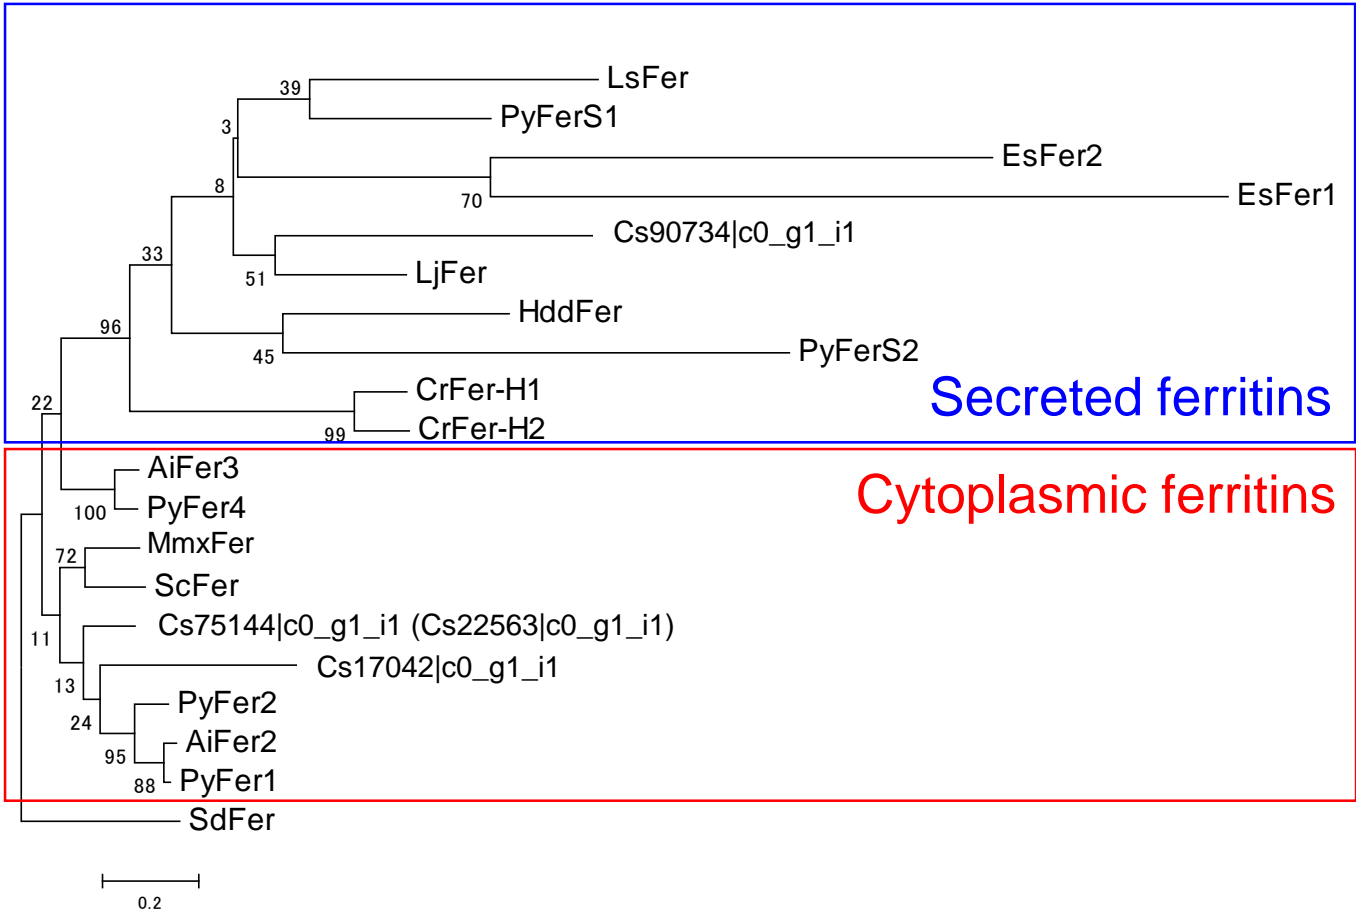 LsFer
39
PyFerS1
3
EsFer2
8
70
EsFer1
Cs90734|c0_g1_i1
33
51
LjFer
HddFer
96
45
PyFerS2
CrFer-H1
Secreted ferritins
22
99
CrFer-H2
AiFer3
Cytoplasmic ferritins
100
PyFer4
MmxFer
72
ScFer
Cs75144|c0_g1_i1 (Cs22563|c0_g1_i1)
11
Cs17042|c0_g1_i1
13
PyFer2
24
AiFer2
95
PyFer1
88
SdFer
0.2